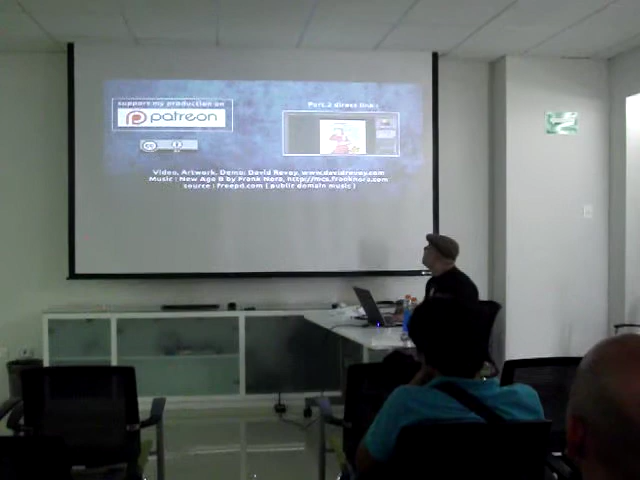 support my production on
patreon
cc
Part.2 direct link :
Video, Artwork, Demo: David Revoy, www.davidrevoy.com
Music : New Age B by Frank Nora, http://mcs.franknora.com
source : freepd.com ( public domain music )